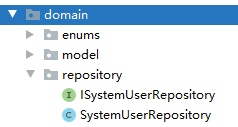 domain
enums
model
repository
I ISystemUserRepository
C SystemUserRepository